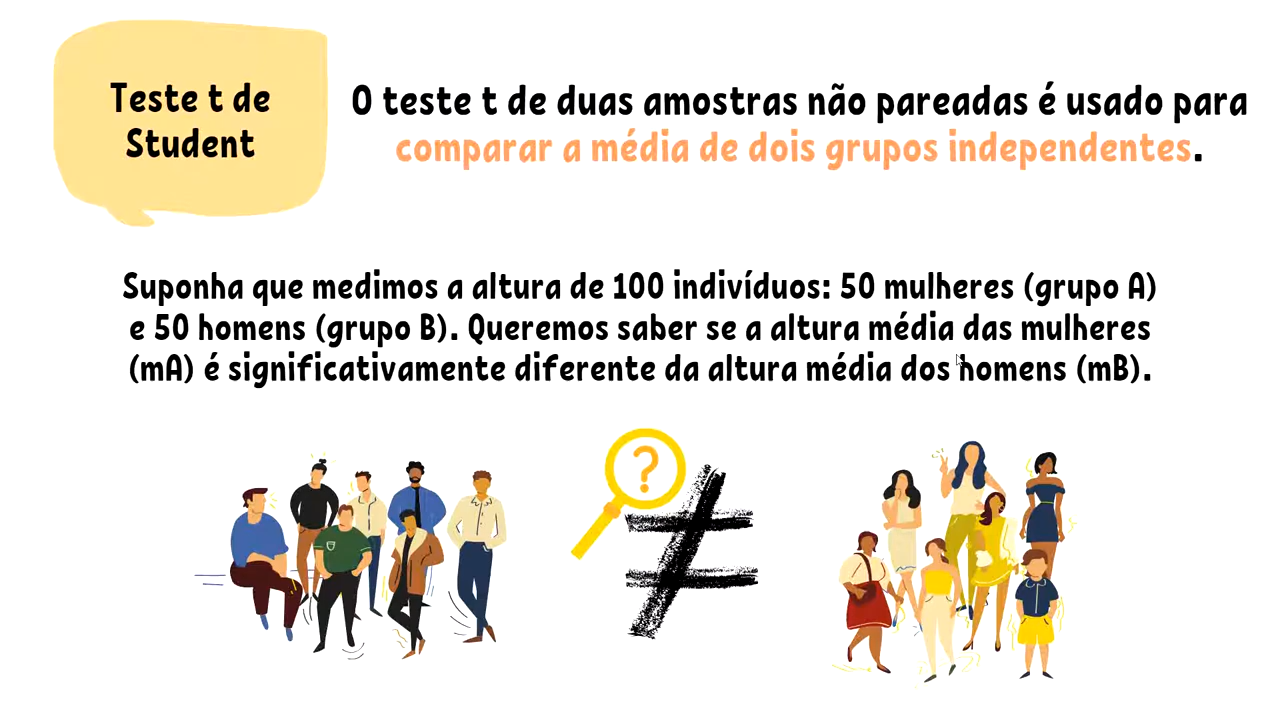 Teste t de
Student
O teste t de duas amostras não pareadas é usado para
comparar a média de dois grupos independentes.
Suponha que medimos a altura de 100 indivíduos: 50 mulheres (grupo A)
e 50 homens (grupo B). Queremos saber se a altura média das mulheres
(mA) é significativamente diferente da altura média dos homens (mB).
?
≠